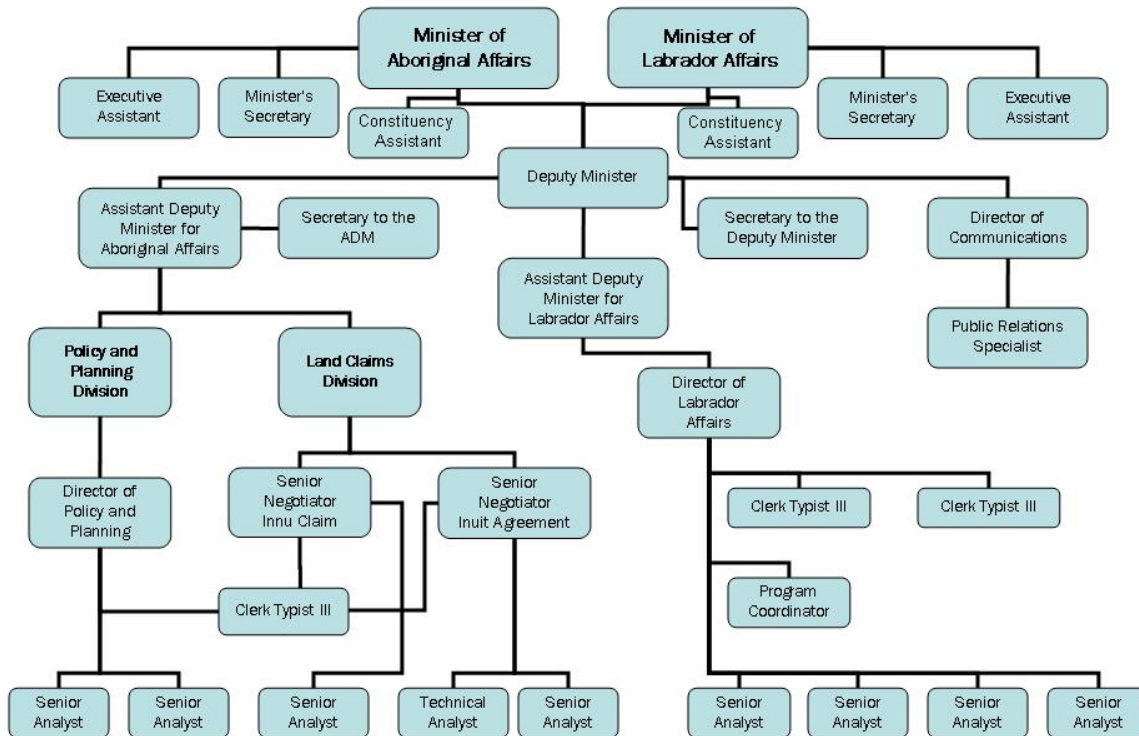 Minister of
Aboriginal Affairs
Minister of
Labrador Affairs
Executive
Assistant
Minister's
Secretary
Constituency
Assistant
Constituency
Assistant
Minister's
Secretary
Executive
Assistant
Deputy Minister
Assistant Deputy
Minister for
Aboriginal Affairs
Secretary to the
ADM
Secretary to the
Deputy Minister
Director of
Communications
Assistant Deputy
Minister for
Labrador Affairs
Public Relations
Specialist
Policy and
Planning
Division
Land Claims
Division
Director of
Labrador
Affairs
Director of
Policy and
Planning
Senior
Negotiator
Innu Claim
Senior
Negotiator
Inuit Agreement
Clerk Typist III
Clerk Typist III
Clerk Typist III
Program
Coordinator
Senior
Analyst
Senior
Analyst
Senior
Analyst
Technical
Analyst
Senior
Analyst
Senior
Analyst
Senior
Analyst
Senior
Analyst
Senior
Analyst